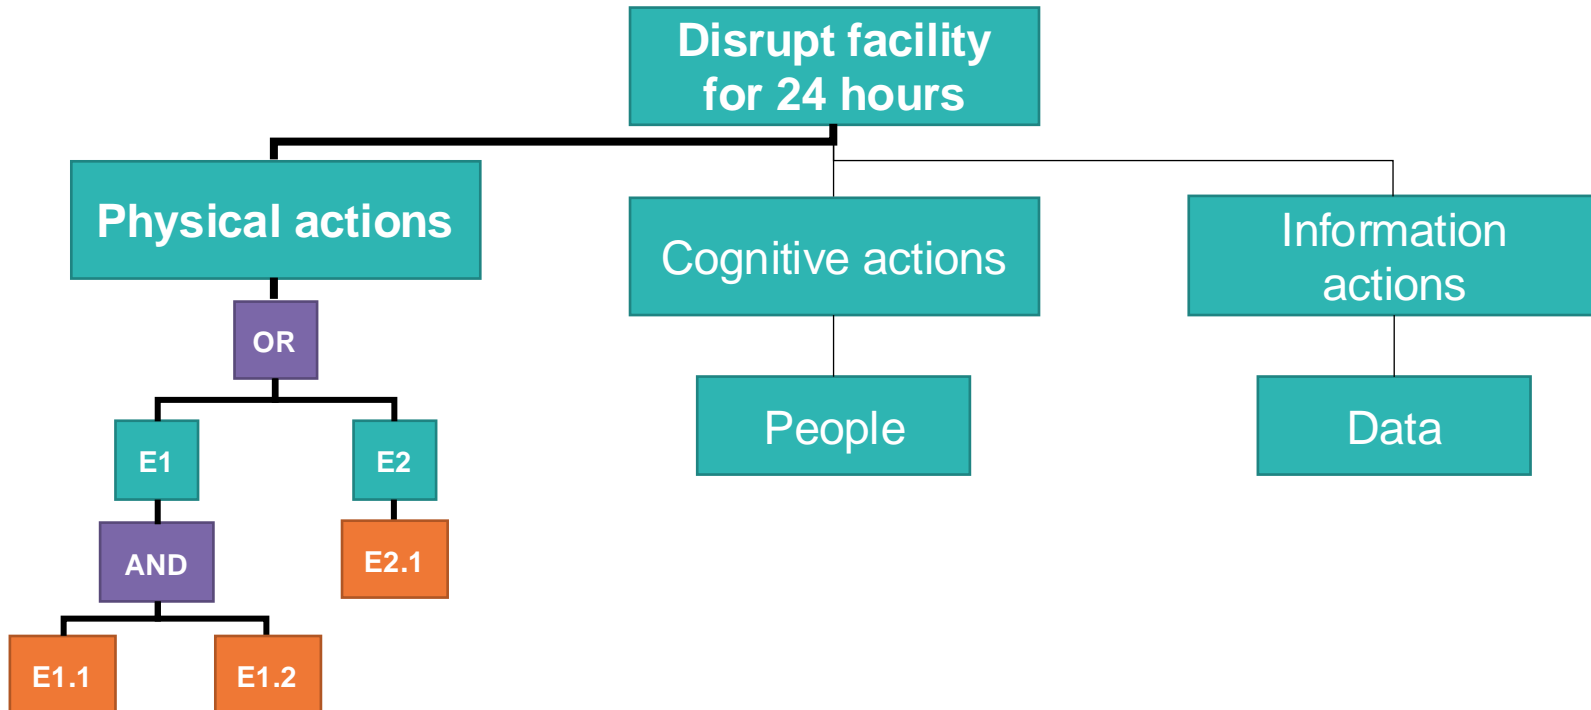 Disrupt facility
for 24 hours
Physical actions
Cognitive actions
Information
actions
OR
People
Data
E1
E2
AND
E2.1
E1.1
E1.2